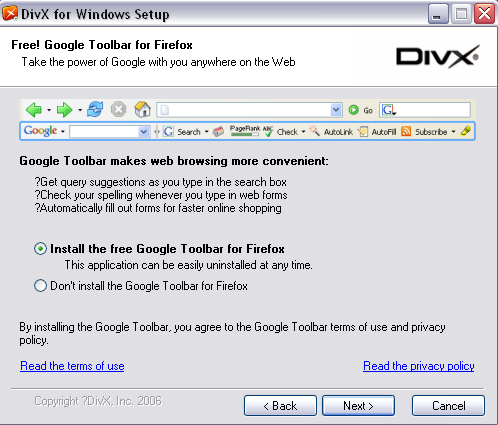 DivX for Windows Setup
Free! Google Toolbar for Firefox
Take the power of Google with you anywhere on the Web
DIVX
Go
G
Google
G Search
PageRank
ABC Check
AutoLink
AutoFill
Subscribe
Google Toolbar makes web browsing more convenient:
?Get query suggestions as you type in the search box
?Check your spelling whenever you type in web forms
?Automatically fill out forms for faster online shopping
Install the free Google Toolbar for Firefox
This application can be easily uninstalled at any time.
Don't install the Google Toolbar for Firefox
By installing the Google Toolbar, you agree to the Google Toolbar terms of use and privacy
policy.
Read the terms of use
Read the privacy policy
Copyright ?DivX, Inc. 2006
< Back
Next >
Cancel